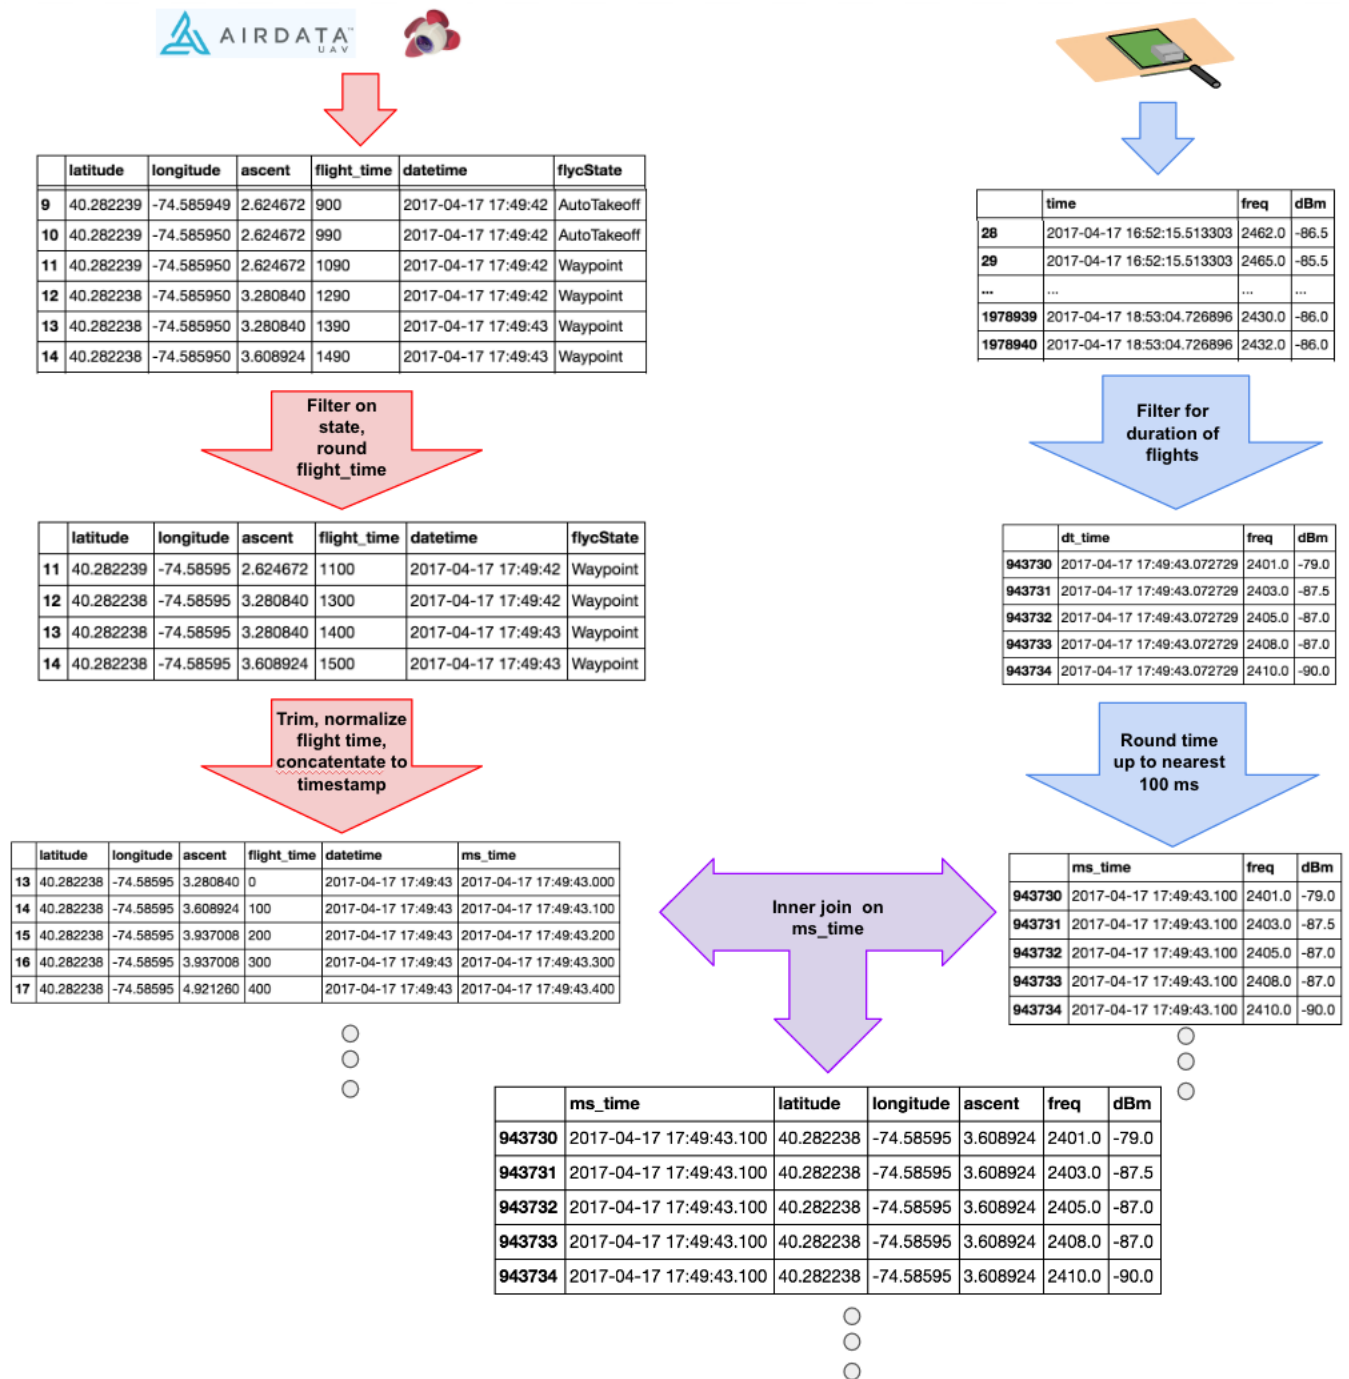 AIRDATA™
UAV
latitude longitude ascent flight_time datetime flycState
9 40.282239 -74.585949 2.624672 900 2017-04-17 17:49:42 AutoTakeoff
10 40.282239 -74.585950 2.624672 990 2017-04-17 17:49:42 AutoTakeoff
11 40.282239 -74.585950 2.624672 1090 2017-04-17 17:49:42 Waypoint
12 40.282238 -74.585950 3.280840 1290 2017-04-17 17:49:42 Waypoint
13 40.282238 -74.585950 3.280840 1390 2017-04-17 17:49:43 Waypoint
14 40.282238 -74.585950 3.608924 1490 2017-04-17 17:49:43 Waypoint
time freq dBm
28 2017-04-17 16:52:15.513303 2462.0 -86.5
29 2017-04-17 16:52:15.513303 2465.0 -85.5
... ... ... ...
1978939 2017-04-17 18:53:04.726896 2430.0 -86.0
1978940 2017-04-17 18:53:04.726896 2432.0 -86.0
Filter on
state,
round
flight_time
Filter for
duration of
flights
latitude longitude ascent flight_time datetime flycState
11 40.282239 -74.58595 2.624672 1100 2017-04-17 17:49:42 Waypoint
12 40.282238 -74.58595 3.280840 1300 2017-04-17 17:49:42 Waypoint
13 40.282238 -74.58595 3.280840 1400 2017-04-17 17:49:43 Waypoint
14 40.282238 -74.58595 3.608924 1500 2017-04-17 17:49:43 Waypoint
dt_time freq dBm
943730 2017-04-17 17:49:43.072729 2401.0 -79.0
943731 2017-04-17 17:49:43.072729 2403.0 -87.5
943732 2017-04-17 17:49:43.072729 2405.0 -87.0
943733 2017-04-17 17:49:43.072729 2408.0 -87.0
943734 2017-04-17 17:49:43.072729 2410.0 -90.0
Trim, normalize
flight time,
concatentate to
timestamp
Round time
up to nearest
100 ms
latitude longitude ascent flight_time datetime ms_time
13 40.282238 -74.58595 3.280840 0 2017-04-17 17:49:43 2017-04-17 17:49:43.000
14 40.282238 -74.58595 3.608924 100 2017-04-17 17:49:43 2017-04-17 17:49:43.100
15 40.282238 -74.58595 3.937008 200 2017-04-17 17:49:43 2017-04-17 17:49:43.200
16 40.282238 -74.58595 3.937008 300 2017-04-17 17:49:43 2017-04-17 17:49:43.300
17 40.282238 -74.58595 4.921260 400 2017-04-17 17:49:43 2017-04-17 17:49:43.400
Inner join on
ms_time
ms_time freq dBm
943730 2017-04-17 17:49:43.100 2401.0 -79.0
943731 2017-04-17 17:49:43.100 2403.0 -87.5
943732 2017-04-17 17:49:43.100 2405.0 -87.0
943733 2017-04-17 17:49:43.100 2408.0 -87.0
943734 2017-04-17 17:49:43.100 2410.0 -90.0
ms_time latitude longitude ascent freq dBm
943730 2017-04-17 17:49:43.100 40.282238 -74.58595 3.608924 2401.0 -79.0
943731 2017-04-17 17:49:43.100 40.282238 -74.58595 3.608924 2403.0 -87.5
943732 2017-04-17 17:49:43.100 40.282238 -74.58595 3.608924 2405.0 -87.0
943733 2017-04-17 17:49:43.100 40.282238 -74.58595 3.608924 2408.0 -87.0
943734 2017-04-17 17:49:43.100 40.282238 -74.58595 3.608924 2410.0 -90.0